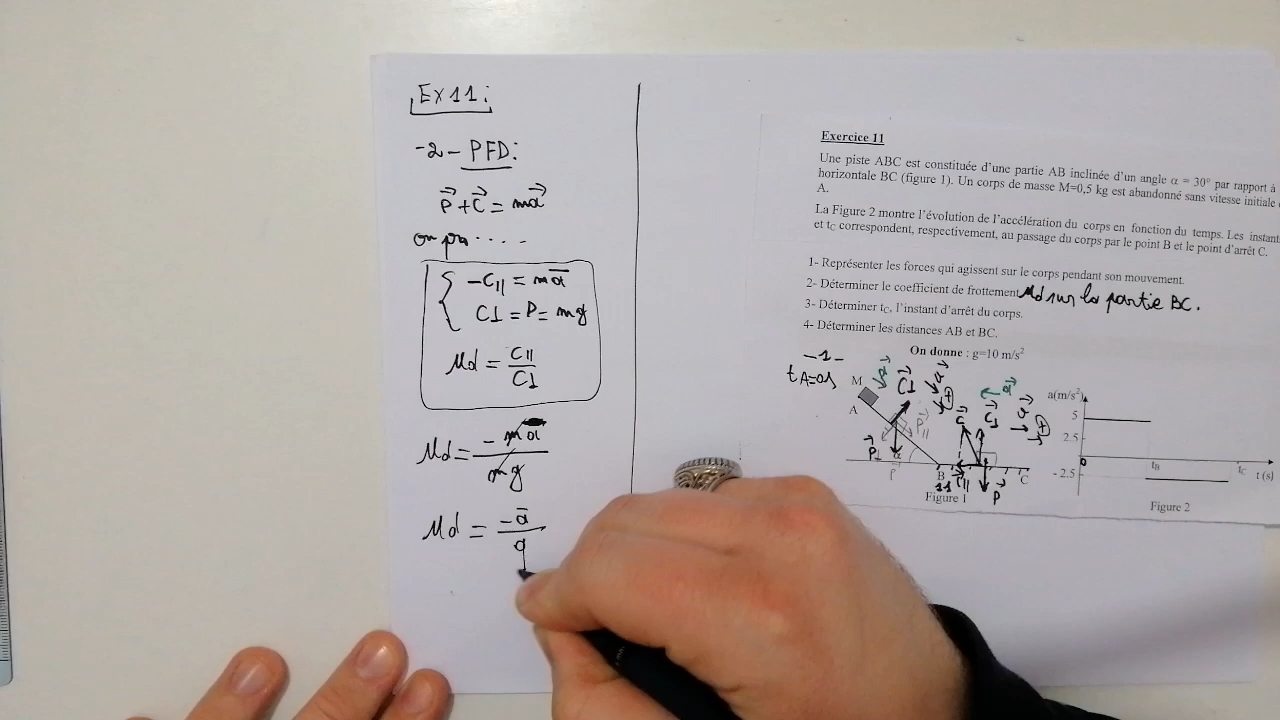 Ex 11:
-2- PFD:
P + C = ma
on pro ....
-C|| = ma
C⊥ = P = mg
Md = C|| / C⊥
Md = -ma / mg
Md = -a / g
Exercice 11
Une piste ABC est constituée d'une partie AB inclinée d'un angle α = 30° par rapport à
horizontale BC (figure 1). Un corps de masse M=0,5 kg est abandonné sans vitesse initiale
A.
La Figure 2 montre l'évolution de l'accélération du corps en fonction du temps. Les instant
et tC correspondent, respectivement, au passage du corps par le point B et le point d'arrêt C.
1- Représenter les forces qui agissent sur le corps pendant son mouvement.
2- Déterminer le coefficient de frottement Md sur la partie BC.
3- Déterminer tC, l'instant d'arrêt du corps.
4- Déterminer les distances AB et BC.
On donne : g=10 m/s²
-1-
tA=0s
M
A
C⊥
P||
P⊥
α
P
B
C||
C
C⊥
P
C
Figure 1
a(m/s²)
5
2.5
0
-2.5
tB
tC
t (s)
Figure 2